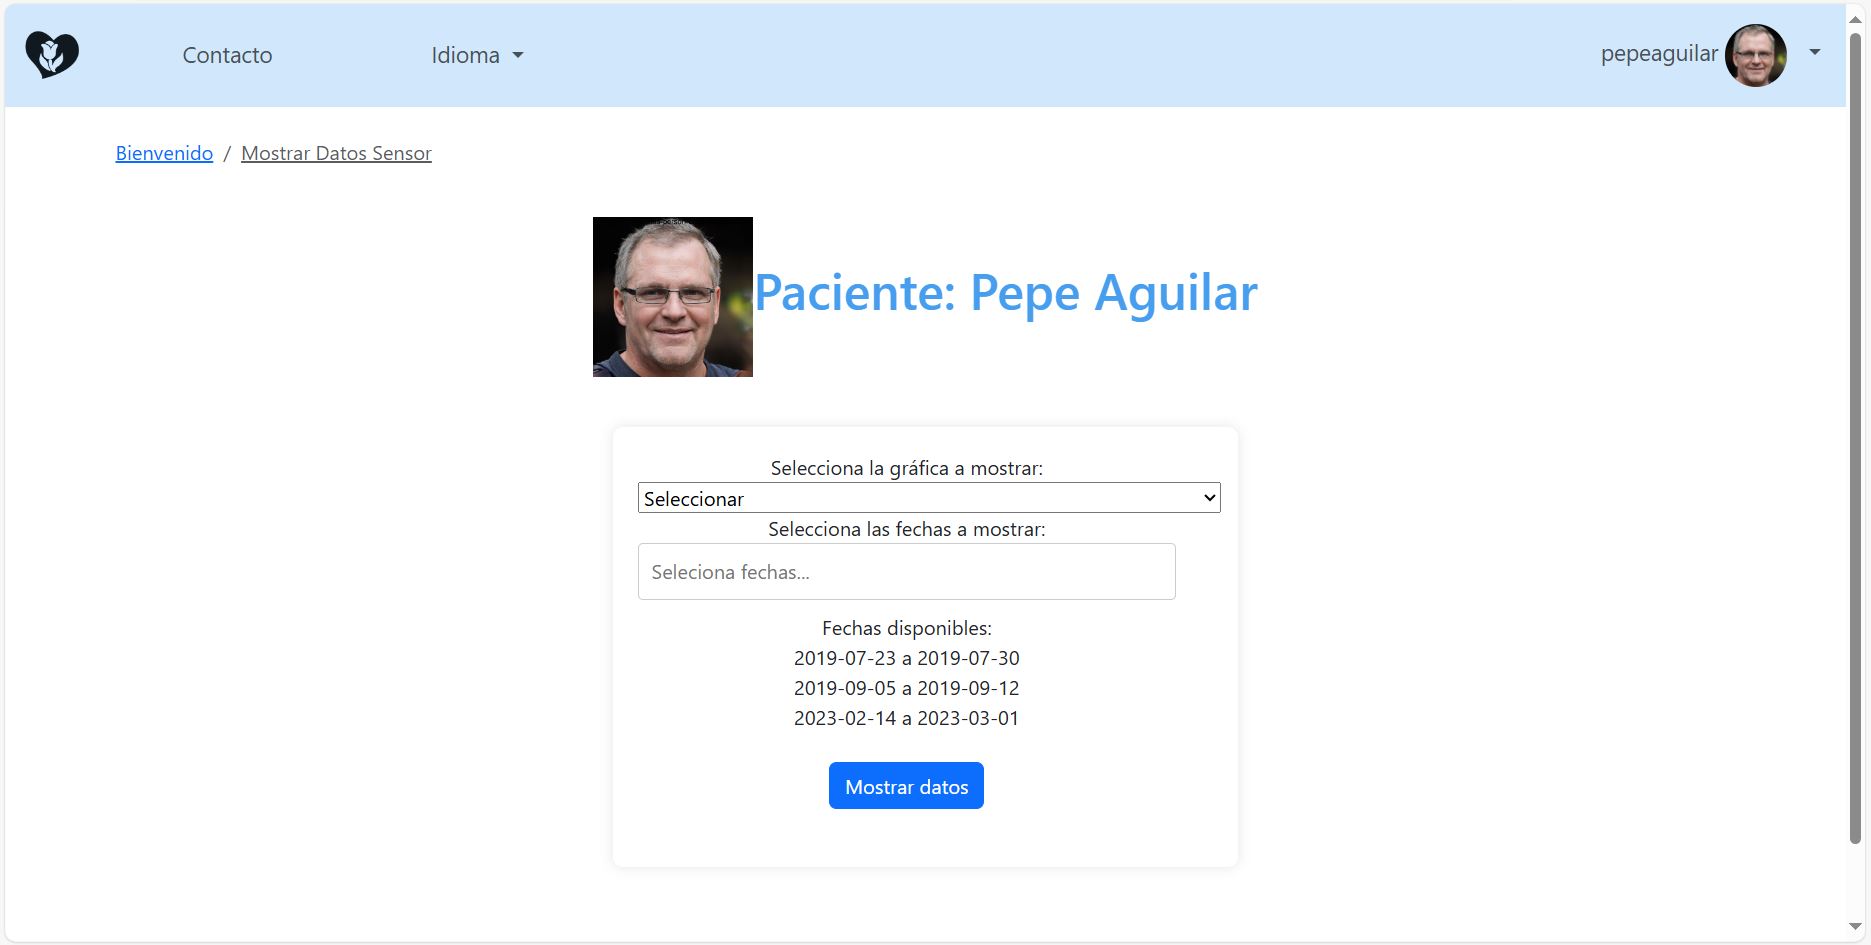 Contacto
Idioma
pepeaguilar
Bienvenido / Mostrar Datos Sensor
Paciente: Pepe Aguilar
Selecciona la gráfica a mostrar:
Seleccionar
Selecciona las fechas a mostrar:
Seleciona fechas...
Fechas disponibles:
2019-07-23 a 2019-07-30
2019-09-05 a 2019-09-12
2023-02-14 a 2023-03-01
Mostrar datos